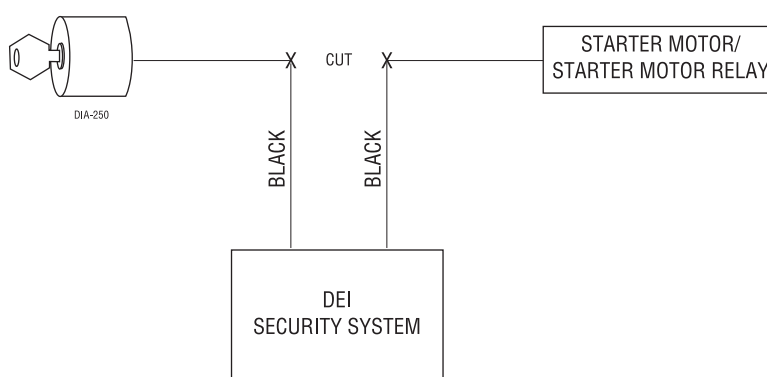 X CUT X
STARTER MOTOR/
STARTER MOTOR RELAY
DIA-250
BLACK
BLACK
DEI
SECURITY SYSTEM